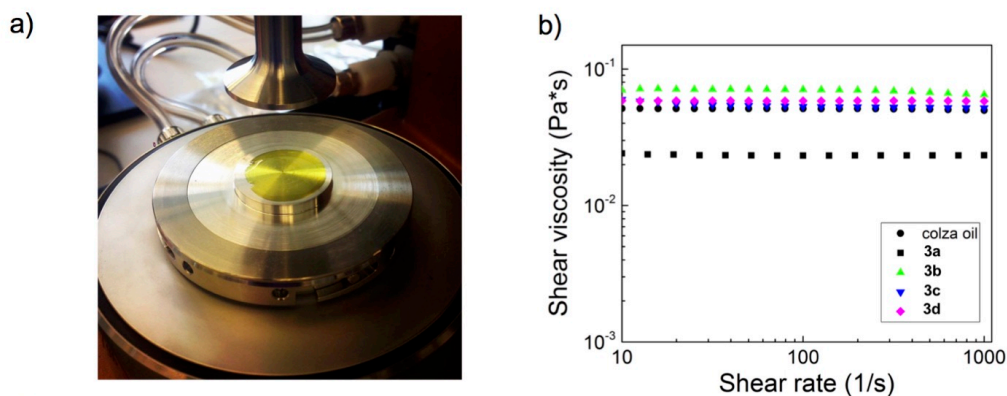 a)
b)
Shear viscosity (Pa*s)
10⁻¹
10⁻²
10⁻³
colza oil
3a
3b
3c
3d
10
100
1000
Shear rate (1/s)